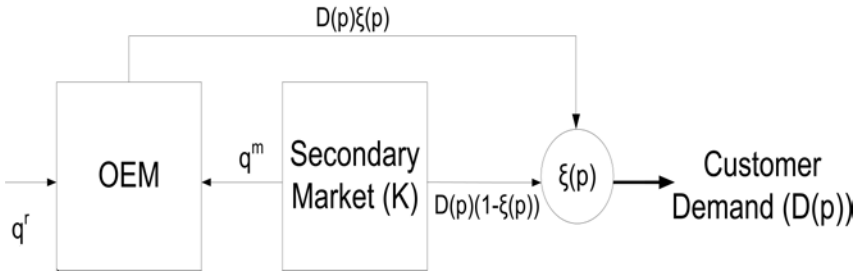 D(p)ξ(p)
OEM
q^m
Secondary
Market (K)
ξ(p)
Customer
Demand (D(p))
D(p)(1-ξ(p))
q^r